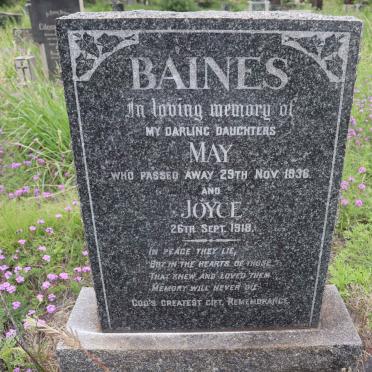 BAINES
In loving memory of
MY DARLING DAUGHTERS
MAY
WHO PASSED AWAY 29TH NOV. 1936.
AND
JOYCE
26TH SEPT. 1918.
IN PEACE THEY LIE,
BUT IN THE HEARTS OF THOSE
THAT KNEW AND LOVED THEM
MEMORY WILL NEVER DIE.
GOD'S GREATEST GIFT, REMEMBRANCE.